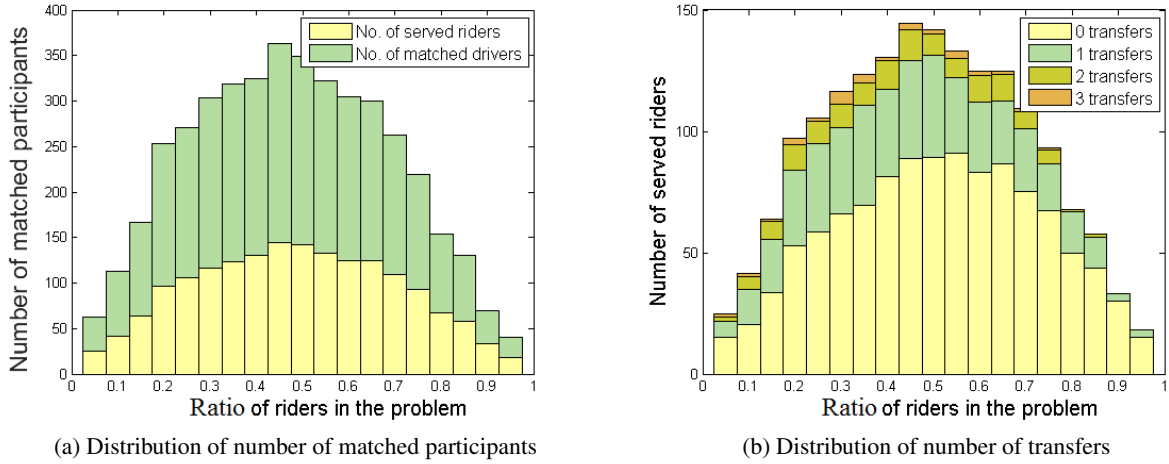 400
350
300
250
200
150
100
50
0
Number of matched participants
No. of served riders
No. of matched drivers
0 0.1 0.2 0.3 0.4 0.5 0.6 0.7 0.8 0.9 1
Ratio of riders in the problem
(a) Distribution of number of matched participants
150
100
50
0
Number of served riders
0 transfers
1 transfers
2 transfers
3 transfers
0 0.1 0.2 0.3 0.4 0.5 0.6 0.7 0.8 0.9 1
Ratio of riders in the problem
(b) Distribution of number of transfers